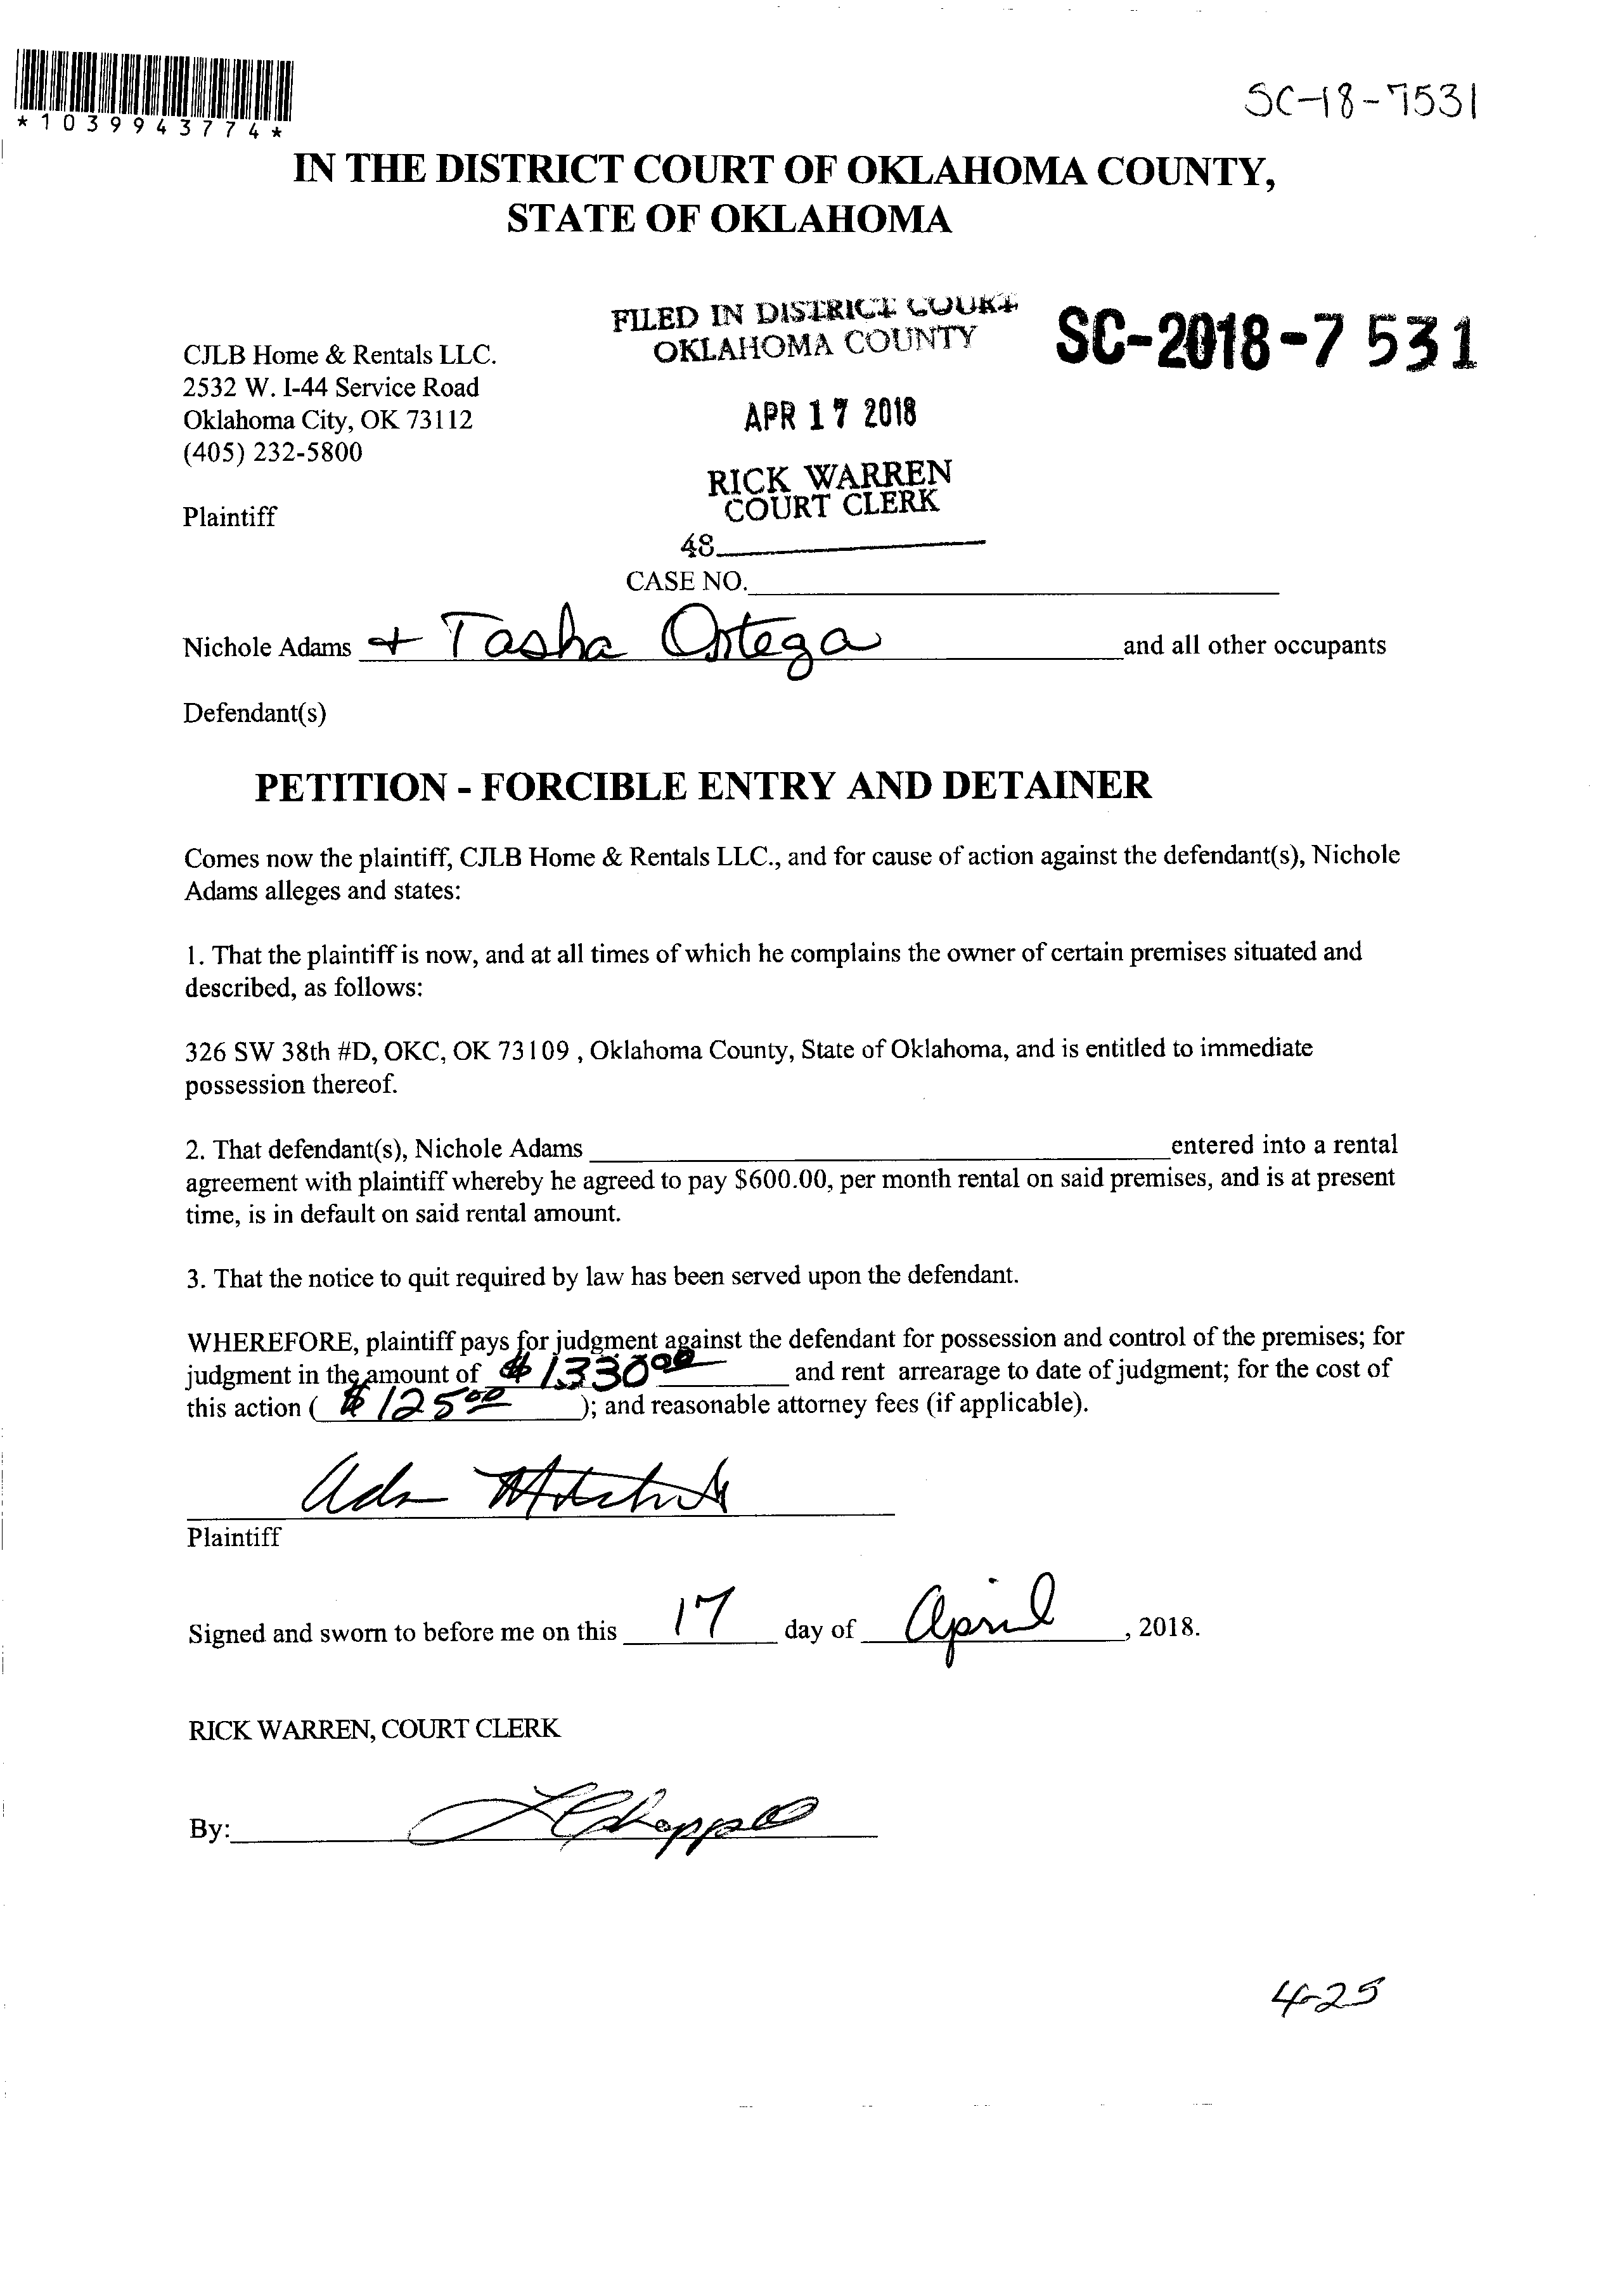 SC-18-7531
*1039943774*
IN THE DISTRICT COURT OF OKLAHOMA COUNTY,
STATE OF OKLAHOMA
FILED IN DISTRICT COURT
OKLAHOMA COUNTY
SC-2018-7 531
CJLB Home & Rentals LLC.
2532 W. I-44 Service Road
Oklahoma City, OK 73112
(405) 232-5800
APR 17 2018
RICK WARREN
COURT CLERK
Plaintiff
48
CASE NO.
Nichole Adams + Tasha Ortega and all other occupants
Defendant(s)
PETITION - FORCIBLE ENTRY AND DETAINER
Comes now the plaintiff, CJLB Home & Rentals LLC., and for cause of action against the defendant(s), Nichole
Adams alleges and states:
1. That the plaintiff is now, and at all times of which he complains the owner of certain premises situated and
described, as follows:
326 SW 38th #D, OKC, OK 73109 , Oklahoma County, State of Oklahoma, and is entitled to immediate
possession thereof.
2. That defendant(s), Nichole Adams entered into a rental
agreement with plaintiff whereby he agreed to pay $600.00, per month rental on said premises, and is at present
time, is in default on said rental amount.
3. That the notice to quit required by law has been served upon the defendant.
WHEREFORE, plaintiff pays for judgment against the defendant for possession and control of the premises; for
judgment in the amount of $1330.00 and rent arrearage to date of judgment; for the cost of
this action ( $125.00 ); and reasonable attorney fees (if applicable).
Plaintiff
Signed and sworn to before me on this 17 day of April , 2018.
RICK WARREN, COURT CLERK
By:
4-25